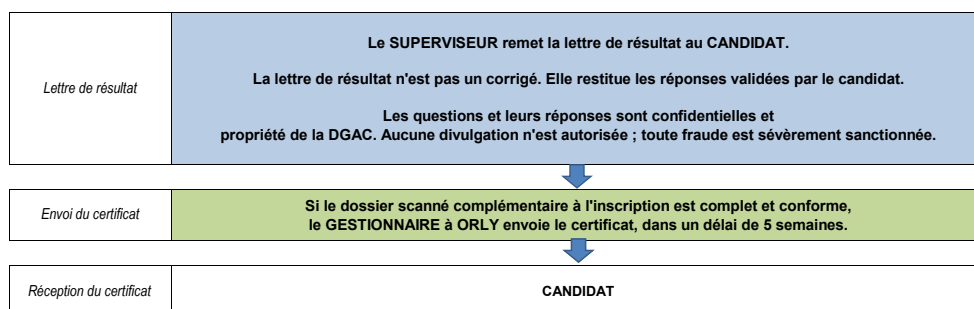 Lettre de résultat
Le SUPERVISEUR remet la lettre de résultat au CANDIDAT.
La lettre de résultat n'est pas un corrigé. Elle restitue les réponses validées par le candidat.
Les questions et leurs réponses sont confidentielles et
propriété de la DGAC. Aucune divulgation n'est autorisée ; toute fraude est sévèrement sanctionnée.
Envoi du certificat
Si le dossier scanné complémentaire à l'inscription est complet et conforme,
le GESTIONNAIRE à ORLY envoie le certificat, dans un délai de 5 semaines.
Réception du certificat
CANDIDAT